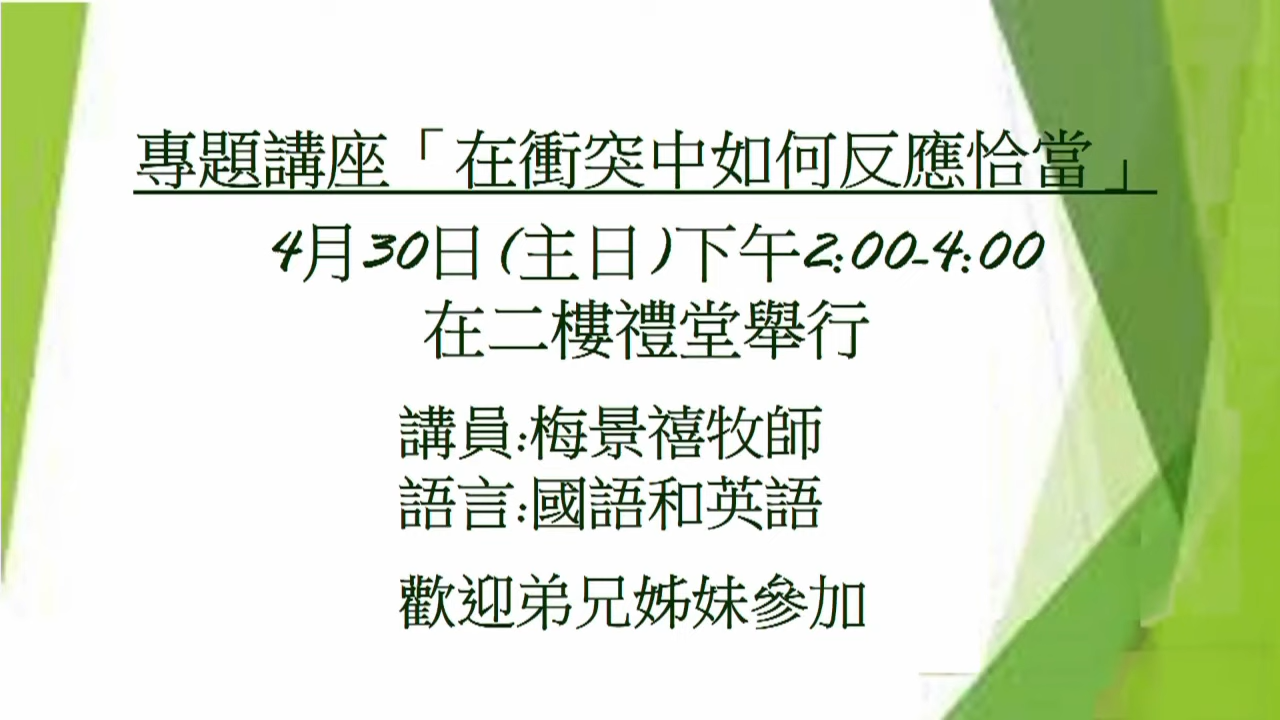 專題講座「在衝突中如何反應恰當」
4月30日(主日)下午2:00-4:00
在二樓禮堂舉行
講員:梅景禧牧師
語言:國語和英語
歡迎弟兄姊妹參加